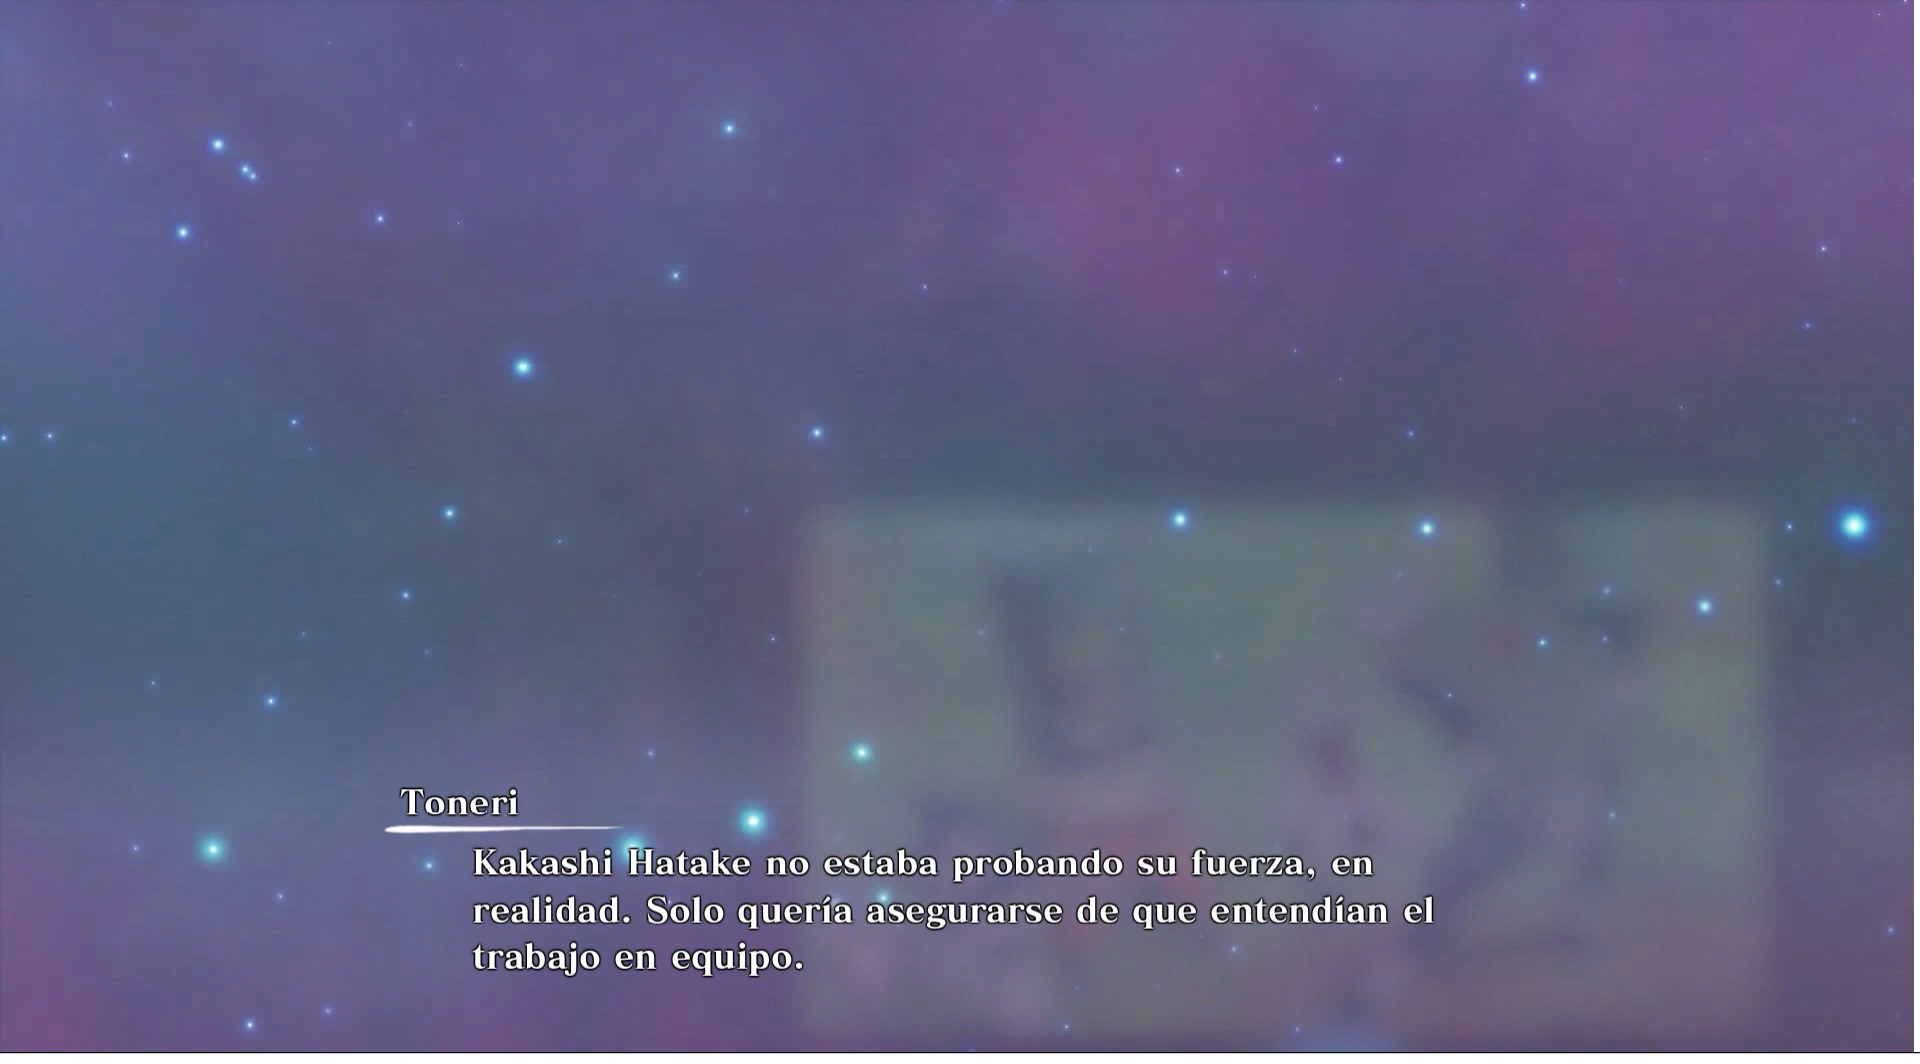 Toneri
Kakashi Hatake no estaba probando su fuerza, en
realidad. Solo quería asegurarse de que entendían el
trabajo en equipo.